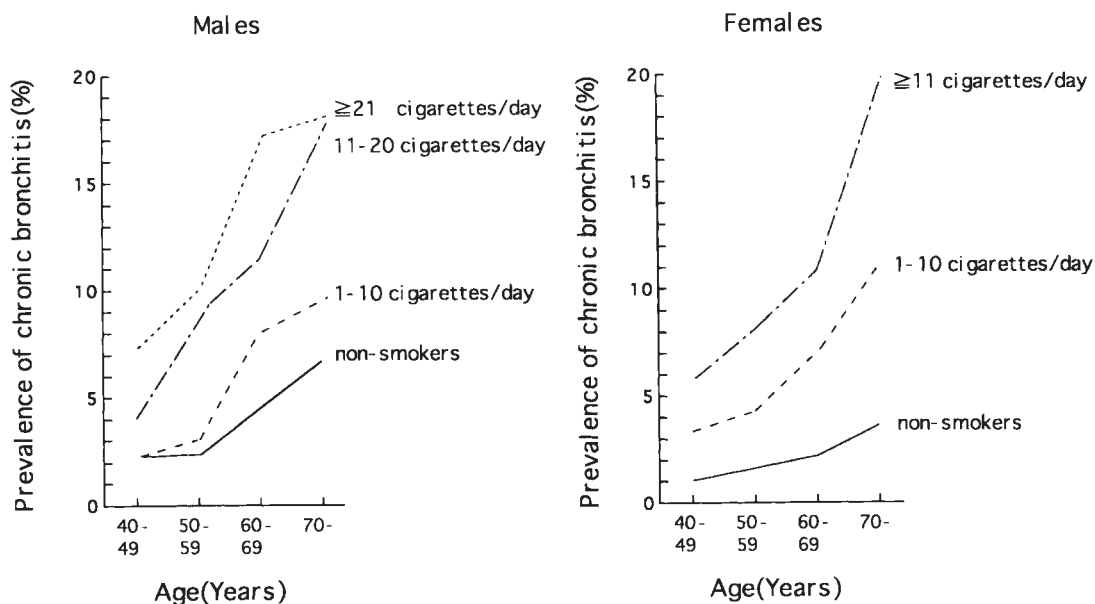 Males
Prevalence of chronic bronchitis(%)
20
15
10
5
0
≧21 cigarettes/day
11-20 cigarettes/day
1-10 cigarettes/day
non-smokers
40-
49
50-
59
60-
69
70-
Age(Years)
Females
Prevalence of chronic bronchitis(%)
20
15
10
5
0
≧11 cigarettes/day
1-10 cigarettes/day
non-smokers
40-
49
50-
59
60-
69
70-
Age(Years)